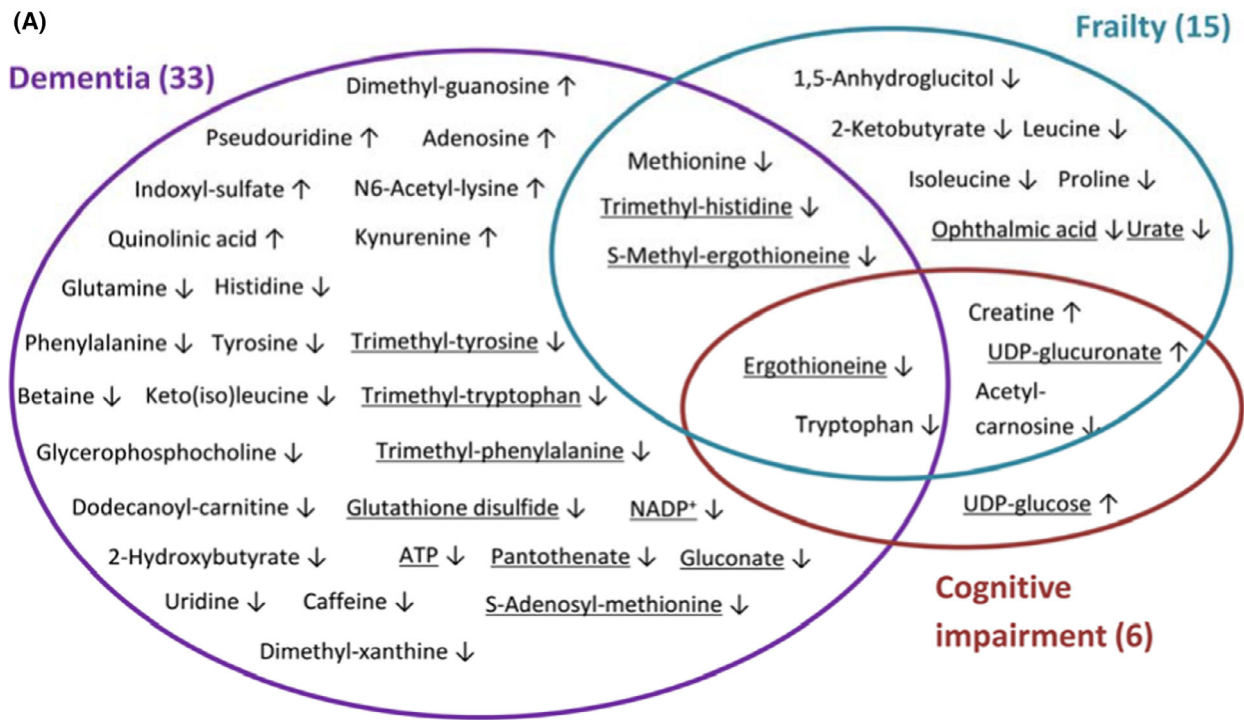 (A)
Frailty (15)
Dementia (33)
Dimethyl-guanosine ↑
1,5-Anhydroglucitol ↓
Pseudouridine ↑ Adenosine ↑
2-Ketobutyrate ↓ Leucine ↓
Methionine ↓
Indoxyl-sulfate ↑ N6-Acetyl-lysine ↑
Isoleucine ↓ Proline ↓
Trimethyl-histidine ↓
Quinolinic acid ↑ Kynurenine ↑
Ophthalmic acid ↓ Urate ↓
S-Methyl-ergothioneine ↓
Glutamine ↓ Histidine ↓
Creatine ↑
Phenylalanine ↓ Tyrosine ↓ Trimethyl-tyrosine ↓
UDP-glucuronate ↑
Ergothioneine ↓
Betaine ↓ Keto(iso)leucine ↓ Trimethyl-tryptophan ↓
Acetyl-
carnosine ↓
Tryptophan ↓
Glycerophosphocholine ↓ Trimethyl-phenylalanine ↓
Dodecanoyl-carnitine ↓ Glutathione disulfide ↓ NADP⁺ ↓
UDP-glucose ↑
2-Hydroxybutyrate ↓ ATP ↓ Pantothenate ↓ Gluconate ↓
Uridine ↓ Caffeine ↓ S-Adenosyl-methionine ↓
Cognitive
impairment (6)
Dimethyl-xanthine ↓